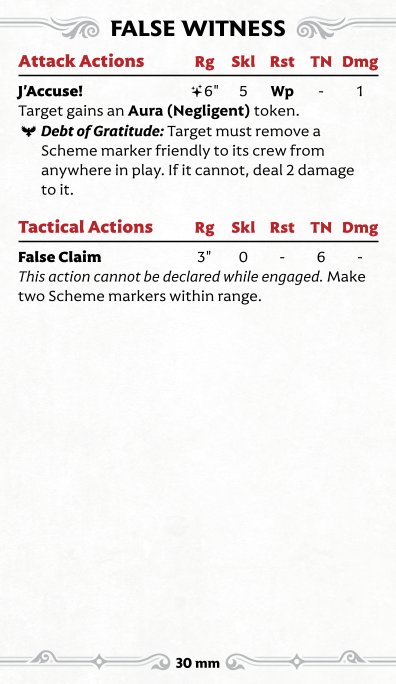 FALSE WITNESS
Attack Actions Rg Skl Rst TN Dmg
J'Accuse! 6" 5 Wp - 1
Target gains an Aura (Negligent) token.
Debt of Gratitude: Target must remove a
Scheme marker friendly to its crew from
anywhere in play. If it cannot, deal 2 damage
to it.
Tactical Actions Rg Skl Rst TN Dmg
False Claim 3" 0 - 6 -
This action cannot be declared while engaged. Make
two Scheme markers within range.
30 mm